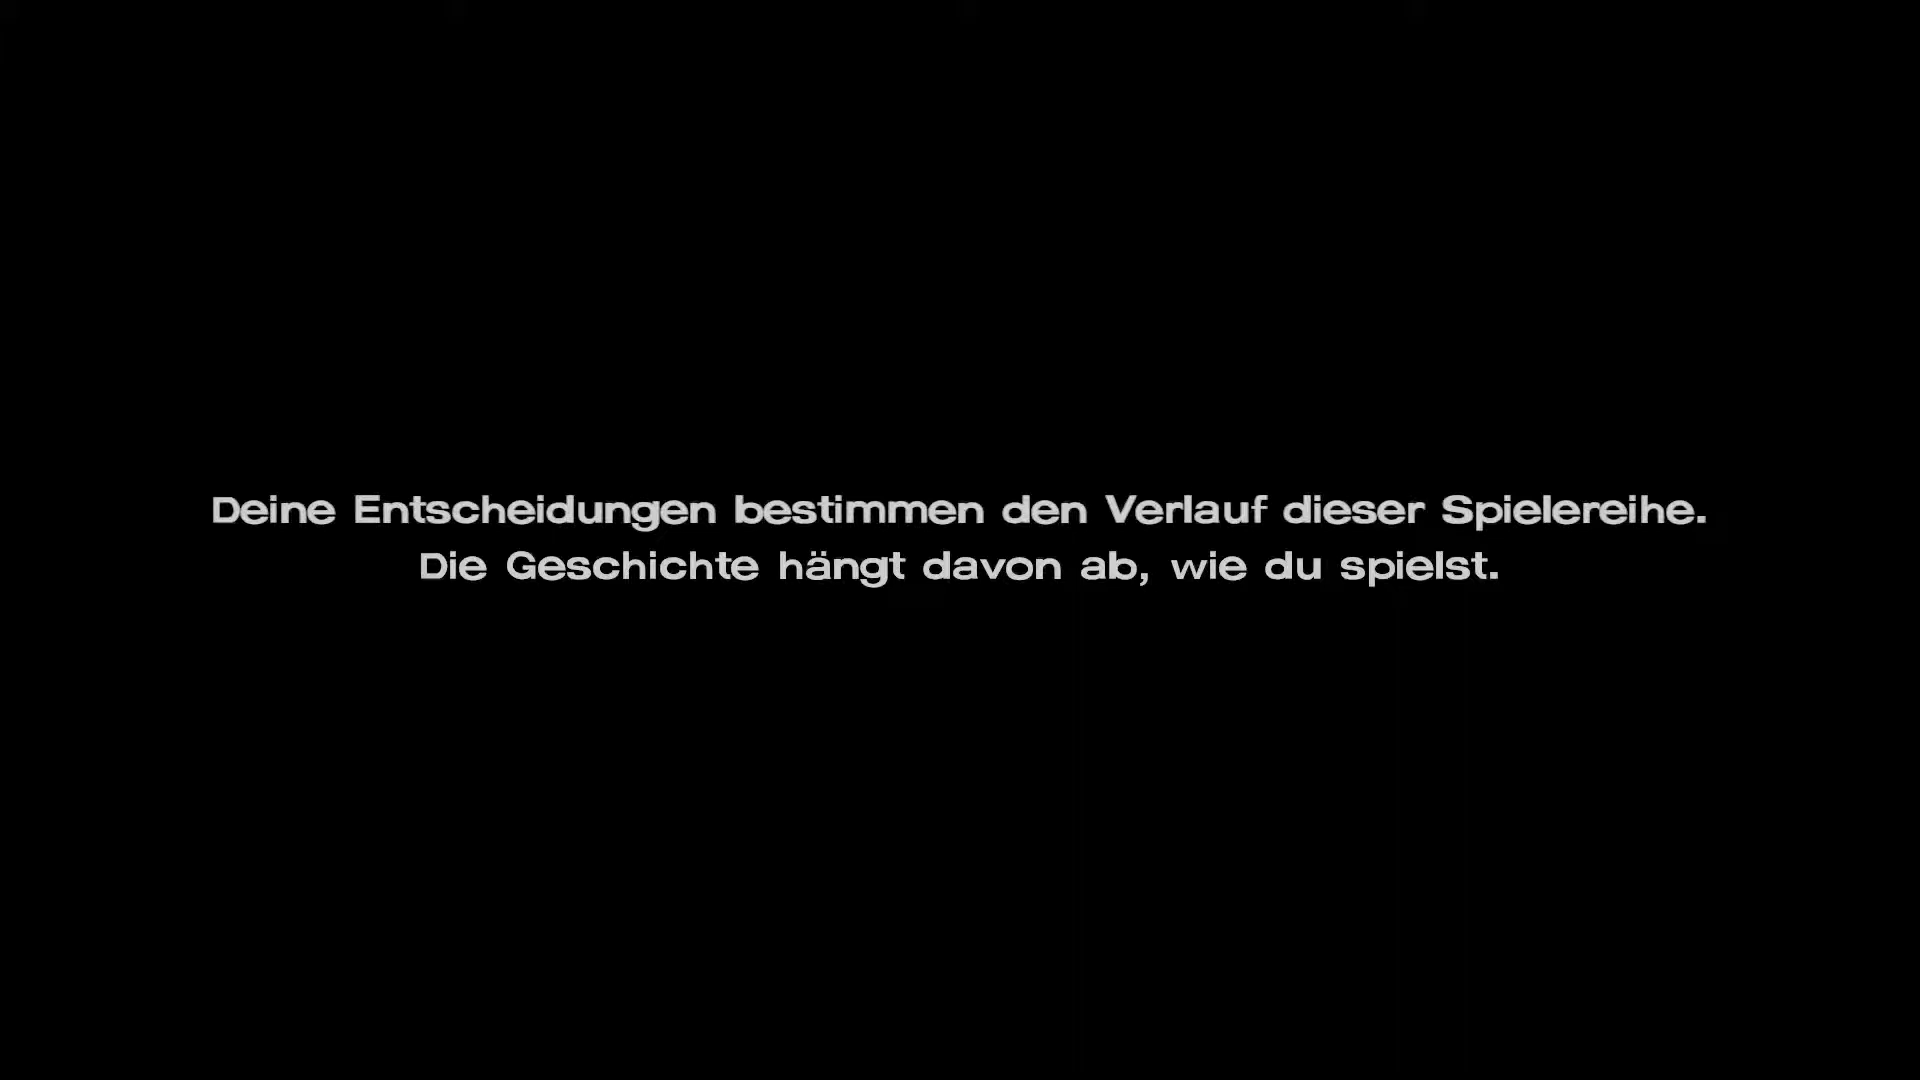 Deine Entscheidungen bestimmen den Verlauf dieser Spielereihe.
Die Geschichte hängt davon ab, wie du spielst.